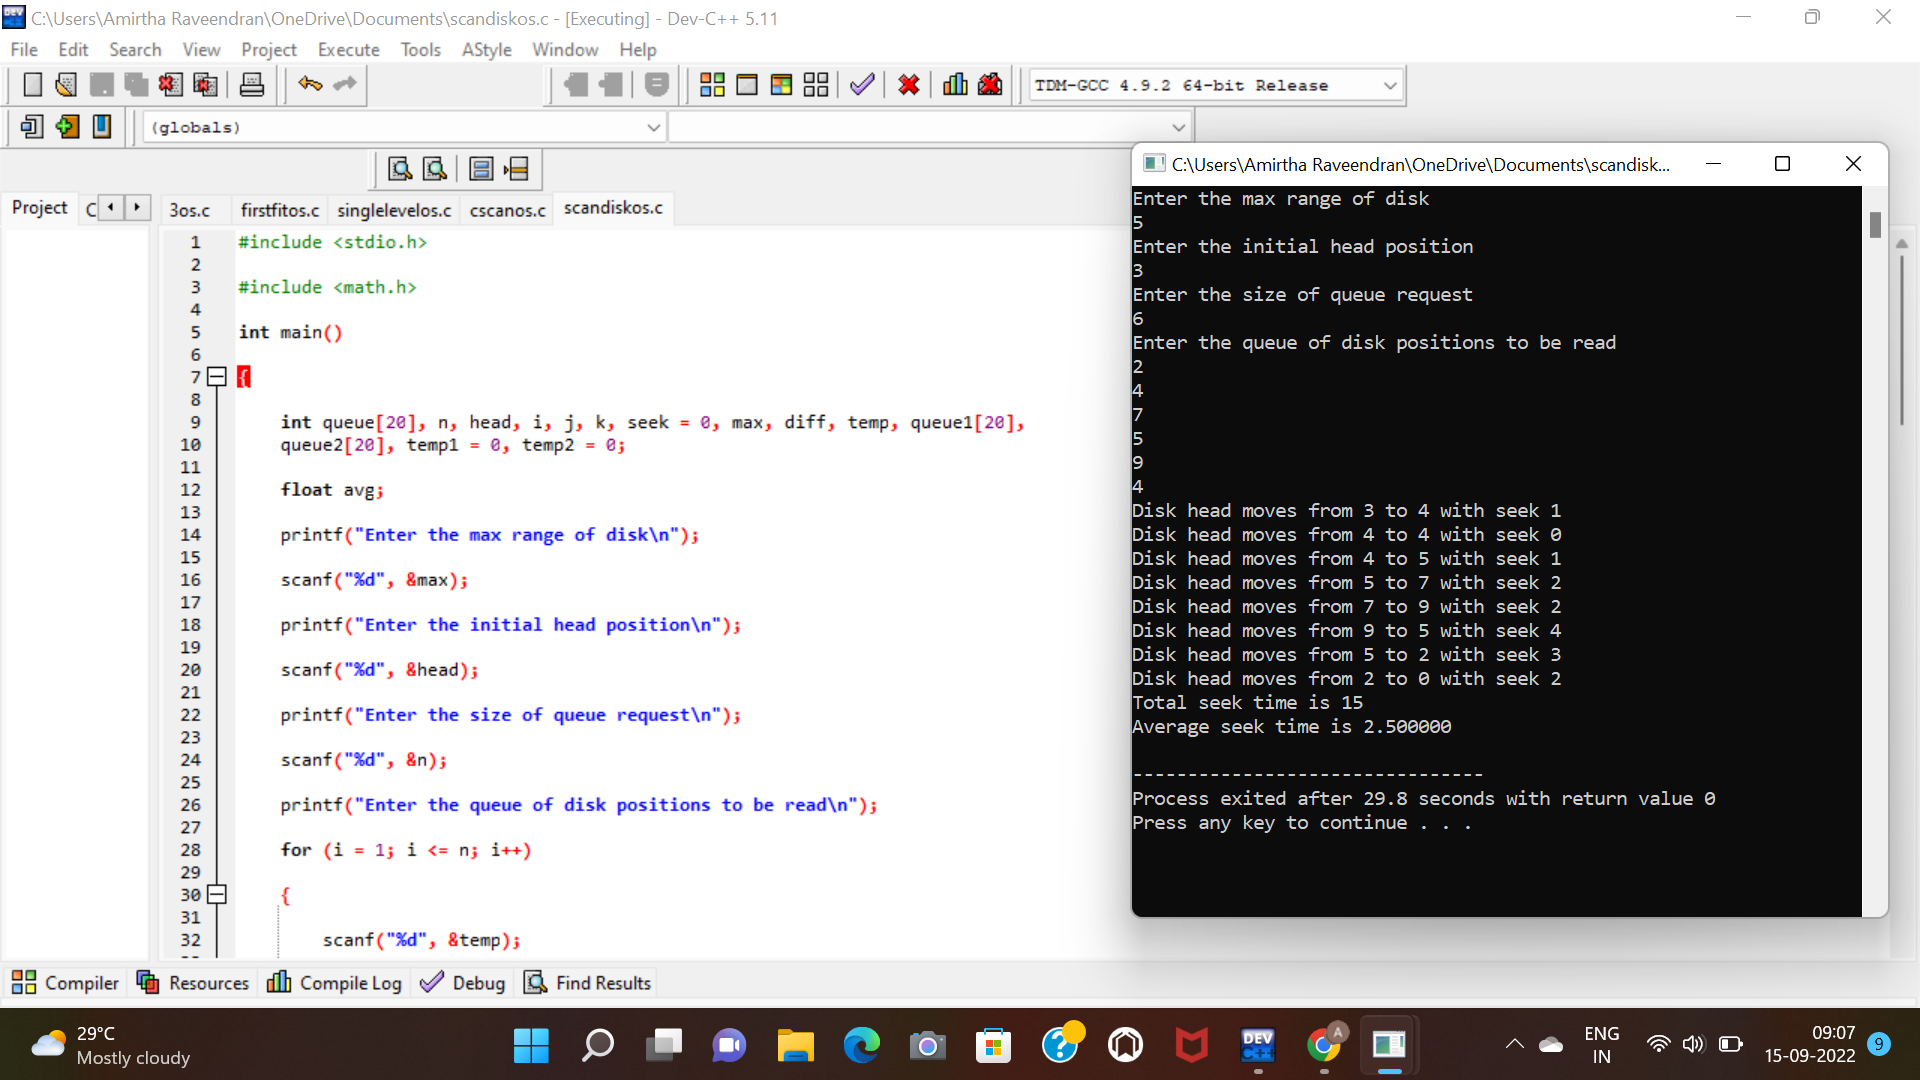 C:\Users\Amirtha Raveendran\OneDrive\Documents\scandiskos.c - [Executing] - Dev-C++ 5.11
File Edit Search View Project Execute Tools AStyle Window Help
TDM-GCC 4.9.2 64-bit Release
(globals)
Project C 3os.c firstfitos.c singlelevelos.c cscanos.c scandiskos.c
1 #include <stdio.h>
2
3 #include <math.h>
4
5 int main()
6
7 {
8
9 int queue[20], n, head, i, j, k, seek = 0, max, diff, temp, queue1[20],
10 queue2[20], temp1 = 0, temp2 = 0;
11
12 float avg;
13
14 printf("Enter the max range of disk\n");
15
16 scanf("%d", &max);
17
18 printf("Enter the initial head position\n");
19
20 scanf("%d", &head);
21
22 printf("Enter the size of queue request\n");
23
24 scanf("%d", &n);
25
26 printf("Enter the queue of disk positions to be read\n");
27
28 for (i = 1; i <= n; i++)
29
30 {
31
32 scanf("%d", &temp);
C:\Users\Amirtha Raveendran\OneDrive\Documents\scandisk...
Enter the max range of disk
5
Enter the initial head position
3
Enter the size of queue request
6
Enter the queue of disk positions to be read
2
4
7
5
9
4
Disk head moves from 3 to 4 with seek 1
Disk head moves from 4 to 4 with seek 0
Disk head moves from 4 to 5 with seek 1
Disk head moves from 5 to 7 with seek 2
Disk head moves from 7 to 9 with seek 2
Disk head moves from 9 to 5 with seek 4
Disk head moves from 5 to 2 with seek 3
Disk head moves from 2 to 0 with seek 2
Total seek time is 15
Average seek time is 2.500000
--------------------------------
Process exited after 29.8 seconds with return value 0
Press any key to continue . . .
Compiler Resources Compile Log Debug Find Results
29°C
Mostly cloudy
DEV
C++
A
ENG
IN
09:07
15-09-2022
9